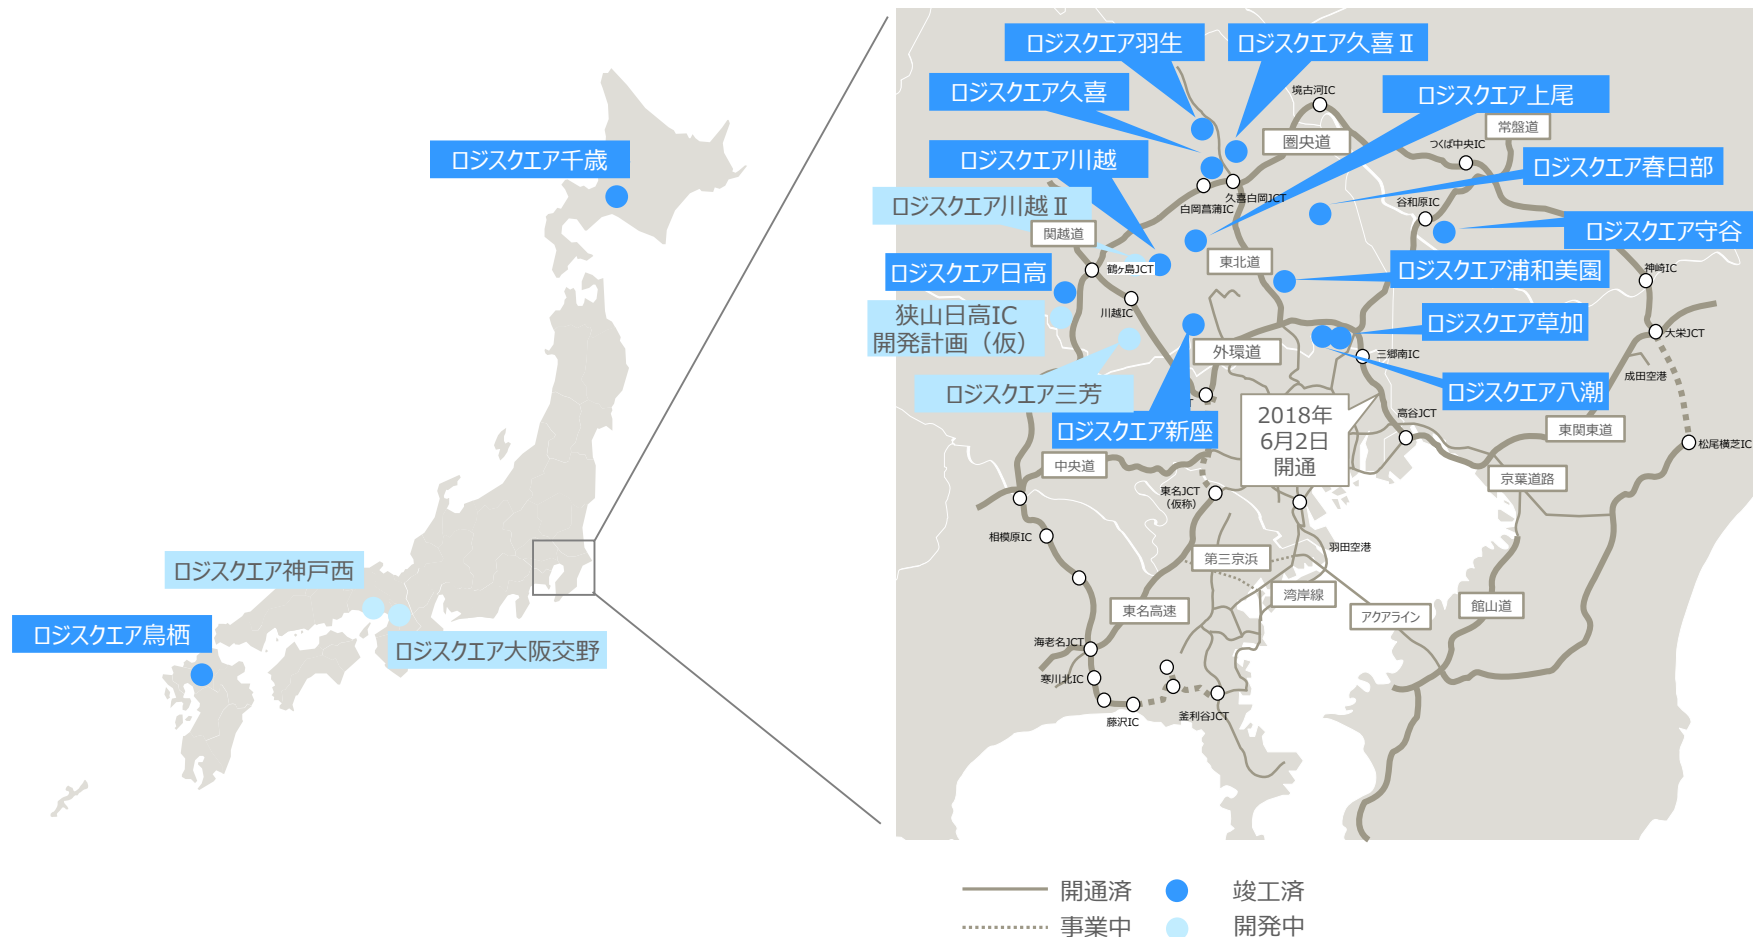 ロジスクエア千歳
ロジスクエア神戸西
ロジスクエア鳥栖
ロジスクエア大阪交野
ロジスクエア羽生
ロジスクエア久喜Ⅱ
ロジスクエア久喜
ロジスクエア上尾
ロジスクエア川越
ロジスクエア春日部
ロジスクエア川越Ⅱ
ロジスクエア守谷
ロジスクエア日高
ロジスクエア浦和美園
狭山日高IC
開発計画（仮）
ロジスクエア草加
ロジスクエア三芳
ロジスクエア八潮
ロジスクエア新座
境古河IC
圏央道
常盤道
つくば中央IC
久喜白岡JCT
白岡菖蒲IC
谷和原IC
関越道
東北道
鶴ヶ島JCT
神崎IC
川越IC
外環道
三郷南IC
大栄JCT
成田空港
2018年
6月2日
開通
高谷JCT
東関東道
松尾横芝IC
中央道
京葉道路
東名JCT
（仮称）
相模原IC
羽田空港
第三京浜
湾岸線
東名高速
アクアライン
館山道
海老名JCT
寒川北IC
藤沢IC
釜利谷JCT
開通済
竣工済
事業中
開発中